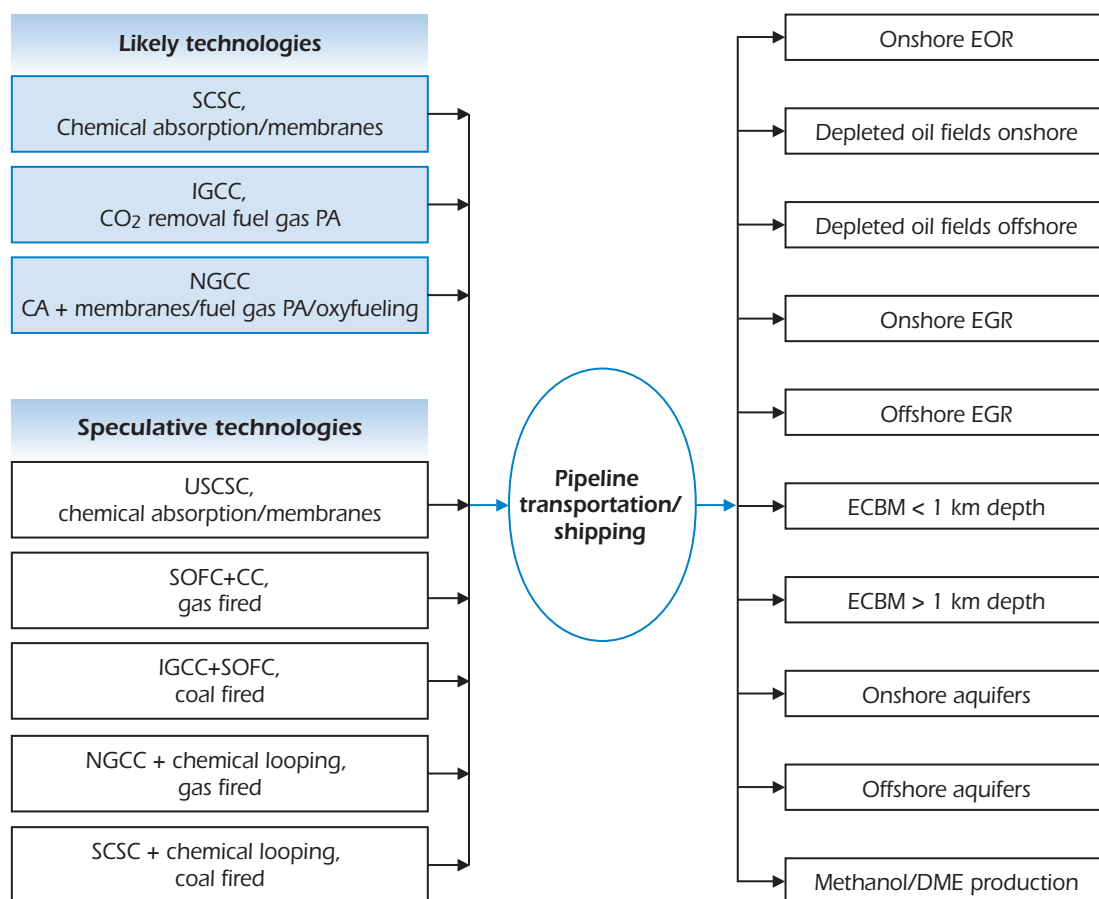 Likely technologies
SCSC,
Chemical absorption/membranes
IGCC,
CO2 removal fuel gas PA
NGCC
CA + membranes/fuel gas PA/oxyfueling
Speculative technologies
USCSC,
chemical absorption/membranes
SOFC+CC,
gas fired
IGCC+SOFC,
coal fired
NGCC + chemical looping,
gas fired
SCSC + chemical looping,
coal fired
Pipeline
transportation/
shipping
Onshore EOR
Depleted oil fields onshore
Depleted oil fields offshore
Onshore EGR
Offshore EGR
ECBM < 1 km depth
ECBM > 1 km depth
Onshore aquifers
Offshore aquifers
Methanol/DME production